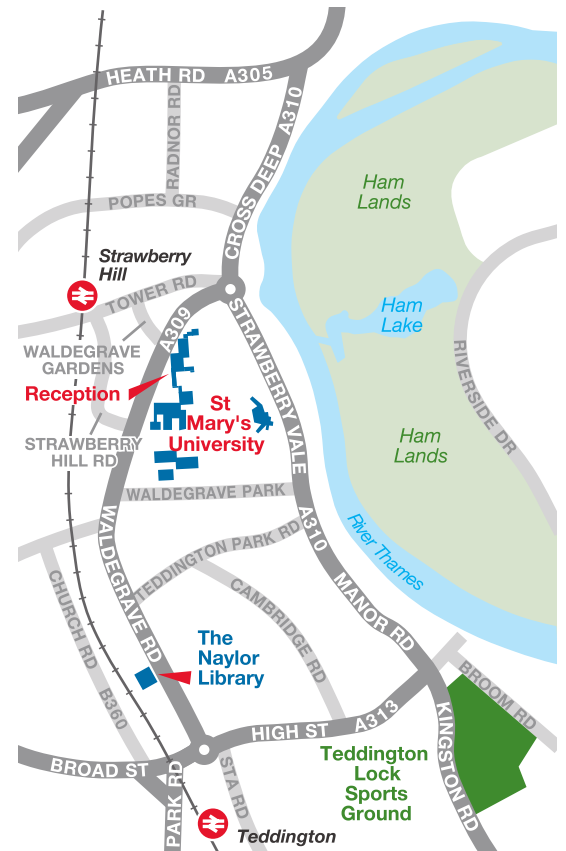 HEATH RD A305
RADNOR RD
CROSS DEEP A310
POPES GR
Ham
Lands
Strawberry
Hill
TOWER RD
Ham
Lake
A309
STRAWBERRY VALE
WALDEGRAVE
GARDENS
RIVERSIDE DR
Reception
St
Mary's
University
STRAWBERRY
HILL RD
Ham
Lands
WALDEGRAVE PARK
A310
WALDEGRAVE RD
River Thames
TEDDINGTON PARK RD
CHURCH RD
B360
CAMBRIDGE RD
MANOR RD
The
Naylor
Library
BROOM RD
HIGH ST A313
KINGSTON RD
BROAD ST
Teddington
Lock
Sports
Ground
STA RD
PARK RD
Teddington